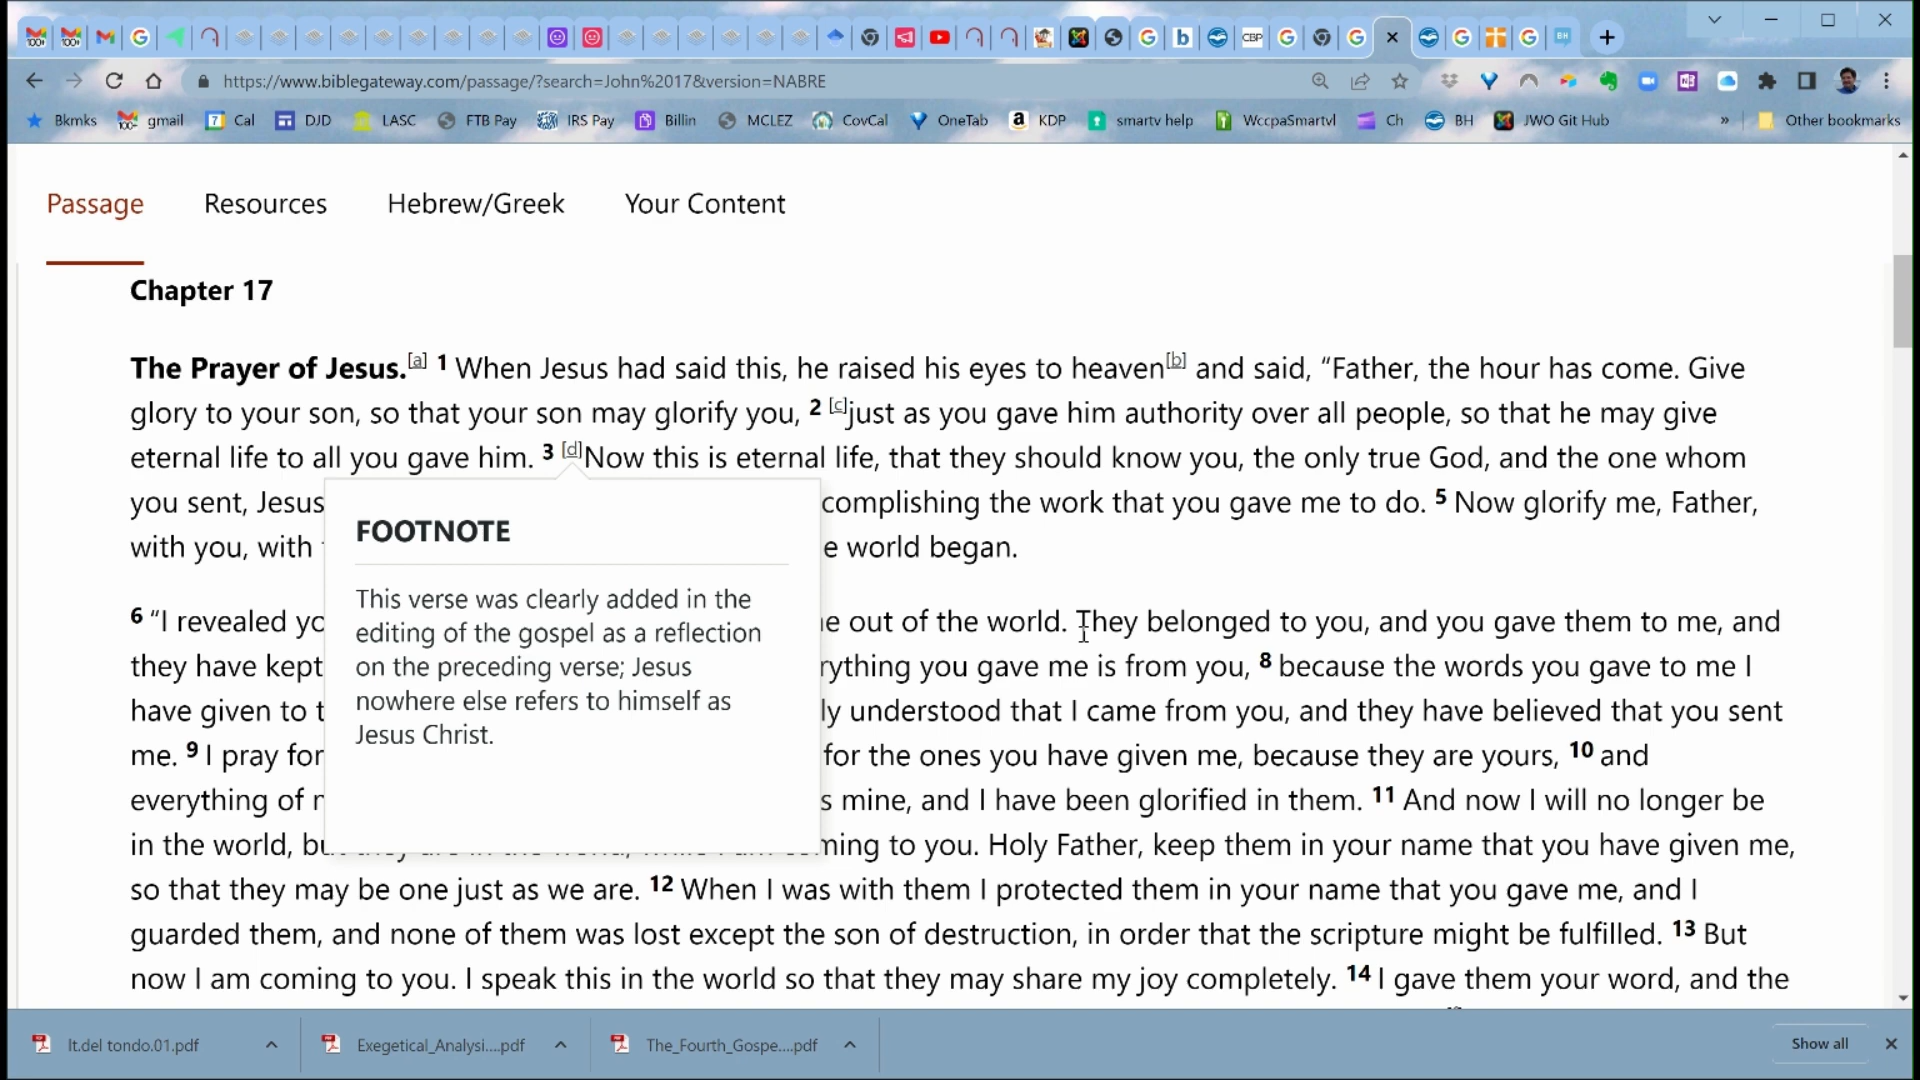 https://www.biblegateway.com/passage/?search=John%2017&version=NABRE
Bkmks gmail 7 Cal DJD LASC FTB Pay IRS Pay Billin MCLEZ CovCal OneTab a KDP smartv help WccpaSmartvl Ch BH JWO Git Hub » Other bookmarks
Passage Resources Hebrew/Greek Your Content
Chapter 17
The Prayer of Jesus.[a] 1 When Jesus had said this, he raised his eyes to heaven[b] and said, “Father, the hour has come. Give
glory to your son, so that your son may glorify you, 2 [c]just as you gave him authority over all people, so that he may give
eternal life to all you gave him. 3 [d]Now this is eternal life, that they should know you, the only true God, and the one whom
you sent, Jesus complishing the work that you gave me to do. 5 Now glorify me, Father,
with you, with e world began.
FOOTNOTE
This verse was clearly added in the
editing of the gospel as a reflection
on the preceding verse; Jesus
nowhere else refers to himself as
Jesus Christ.
6 “I revealed yo e out of the world. They belonged to you, and you gave them to me, and
they have kept rything you gave me is from you, 8 because the words you gave to me I
have given to t ly understood that I came from you, and they have believed that you sent
me. 9 I pray for for the ones you have given me, because they are yours, 10 and
everything of s mine, and I have been glorified in them. 11 And now I will no longer be
in the world, but they are in the world, while I am coming to you. Holy Father, keep them in your name that you have given me,
so that they may be one just as we are. 12 When I was with them I protected them in your name that you gave me, and I
guarded them, and none of them was lost except the son of destruction, in order that the scripture might be fulfilled. 13 But
now I am coming to you. I speak this in the world so that they may share my joy completely. 14 I gave them your word, and the
lt.del tondo.01.pdf Exegetical_Analysi....pdf The_Fourth_Gospe....pdf Show all